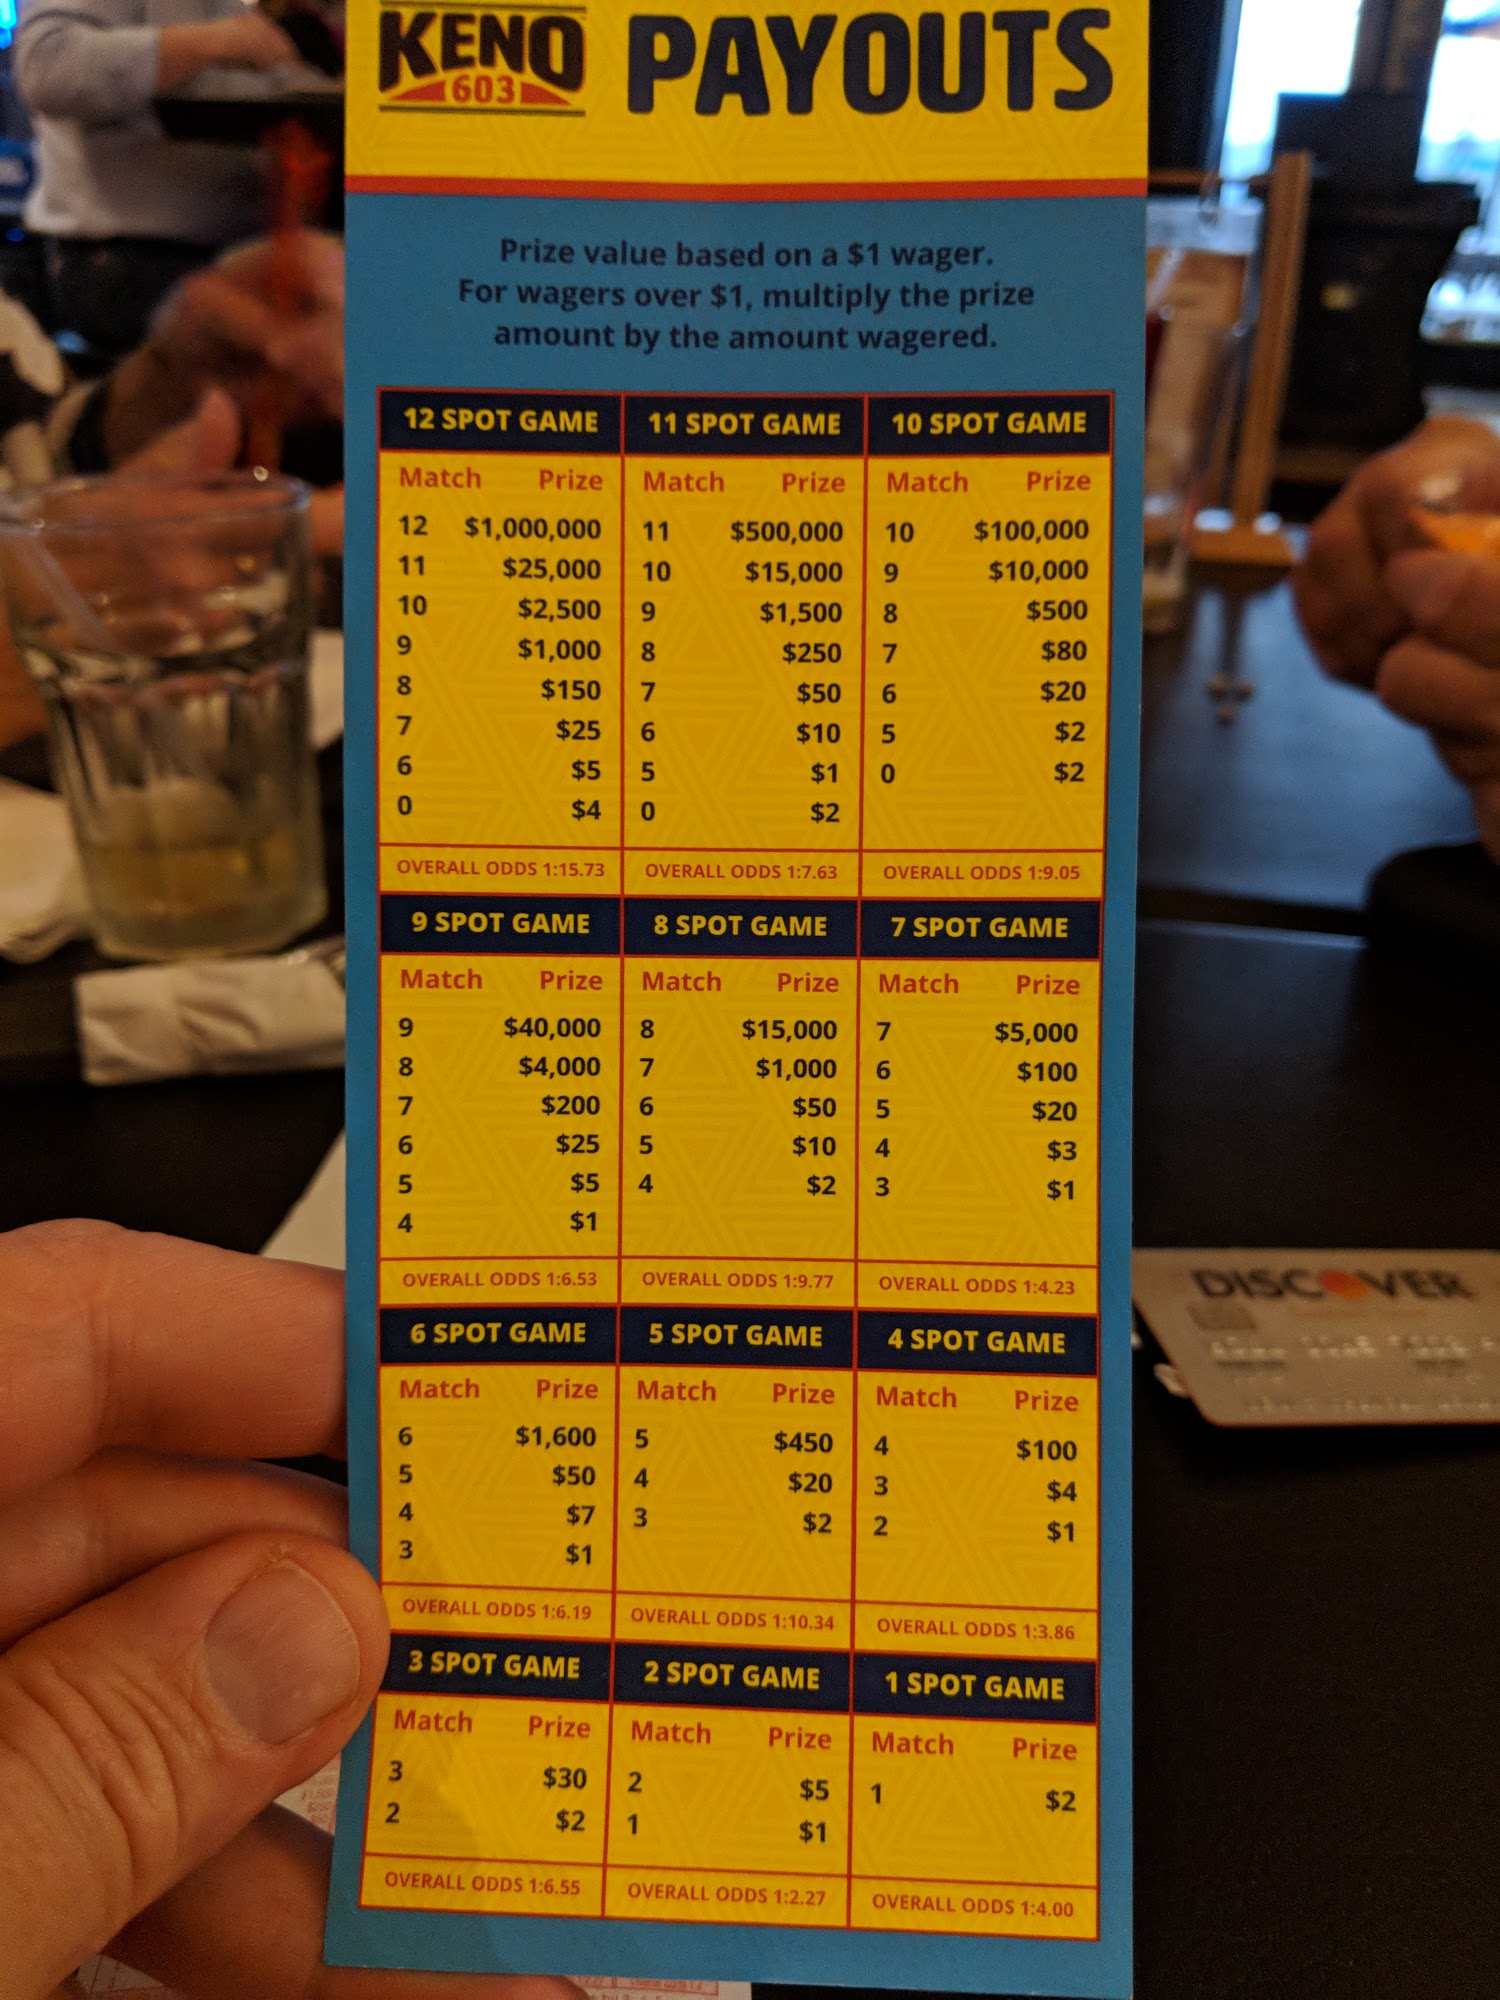 KENO
603
PAYOUTS
Prize value based on a $1 wager.
For wagers over $1, multiply the prize
amount by the amount wagered.
12 SPOT GAME
Match Prize
12 $1,000,000
11 $25,000
10 $2,500
9 $1,000
8 $150
7 $25
6 $5
0 $4
OVERALL ODDS 1:15.73
11 SPOT GAME
Match Prize
11 $500,000
10 $15,000
9 $1,500
8 $250
7 $50
6 $10
5 $1
0 $2
OVERALL ODDS 1:7.63
10 SPOT GAME
Match Prize
10 $100,000
9 $10,000
8 $500
7 $80
6 $20
5 $2
0 $2
OVERALL ODDS 1:9.05
9 SPOT GAME
Match Prize
9 $40,000
8 $4,000
7 $200
6 $25
5 $5
4 $1
OVERALL ODDS 1:6.53
8 SPOT GAME
Match Prize
8 $15,000
7 $1,000
6 $50
5 $10
4 $2
OVERALL ODDS 1:9.77
7 SPOT GAME
Match Prize
7 $5,000
6 $100
5 $20
4 $3
3 $1
OVERALL ODDS 1:4.23
6 SPOT GAME
Match Prize
6 $1,600
5 $50
4 $7
3 $1
OVERALL ODDS 1:6.19
5 SPOT GAME
Match Prize
5 $450
4 $20
3 $2
OVERALL ODDS 1:10.34
4 SPOT GAME
Match Prize
4 $100
3 $4
2 $1
OVERALL ODDS 1:3.86
3 SPOT GAME
Match Prize
3 $30
2 $2
OVERALL ODDS 1:6.55
2 SPOT GAME
Match Prize
2 $5
1 $1
OVERALL ODDS 1:2.27
1 SPOT GAME
Match Prize
1 $2
OVERALL ODDS 1:4.00
DISCOVER